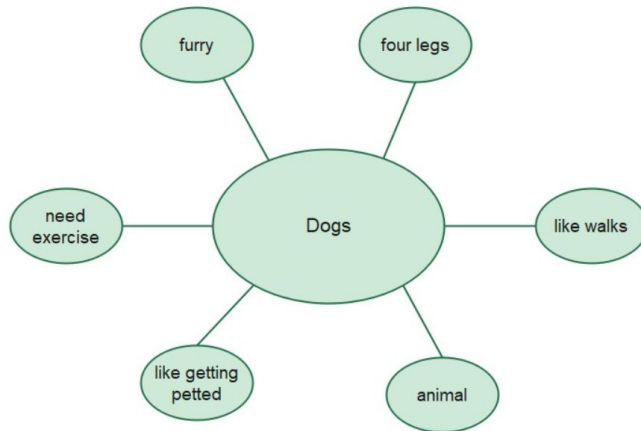 furry
four legs
need
exercise
Dogs
like walks
like getting
petted
animal